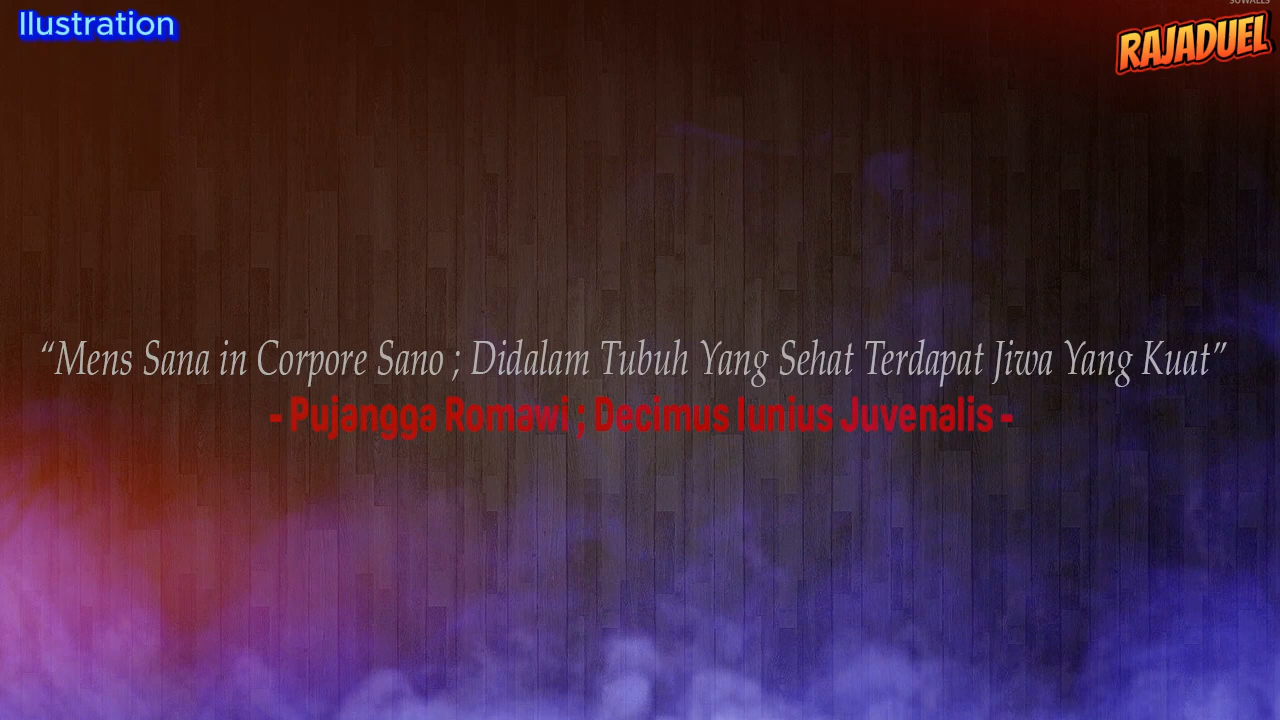 Ilustration
SUWALLS
RAJADUEL
“Mens Sana in Corpore Sano ; Didalam Tubuh Yang Sehat Terdapat Jiwa Yang Kuat”
- Pujangga Romawi ; Decimus Iunius Juvenalis -